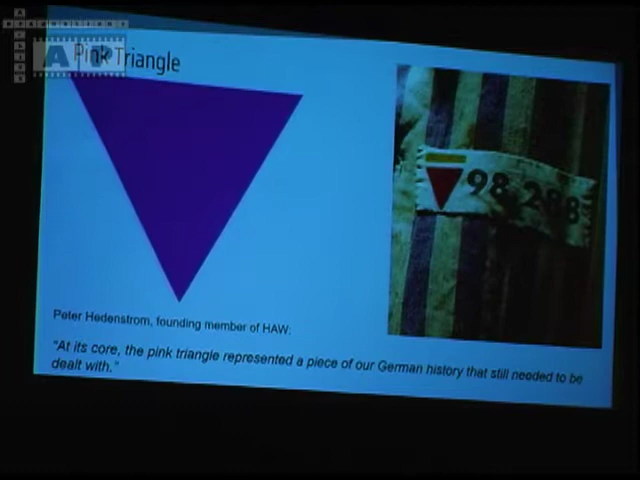 Pink Triangle
98 288
Peter Hedenstrom, founding member of HAW:
"At its core, the pink triangle represented a piece of our German history that still needed to be
dealt with."